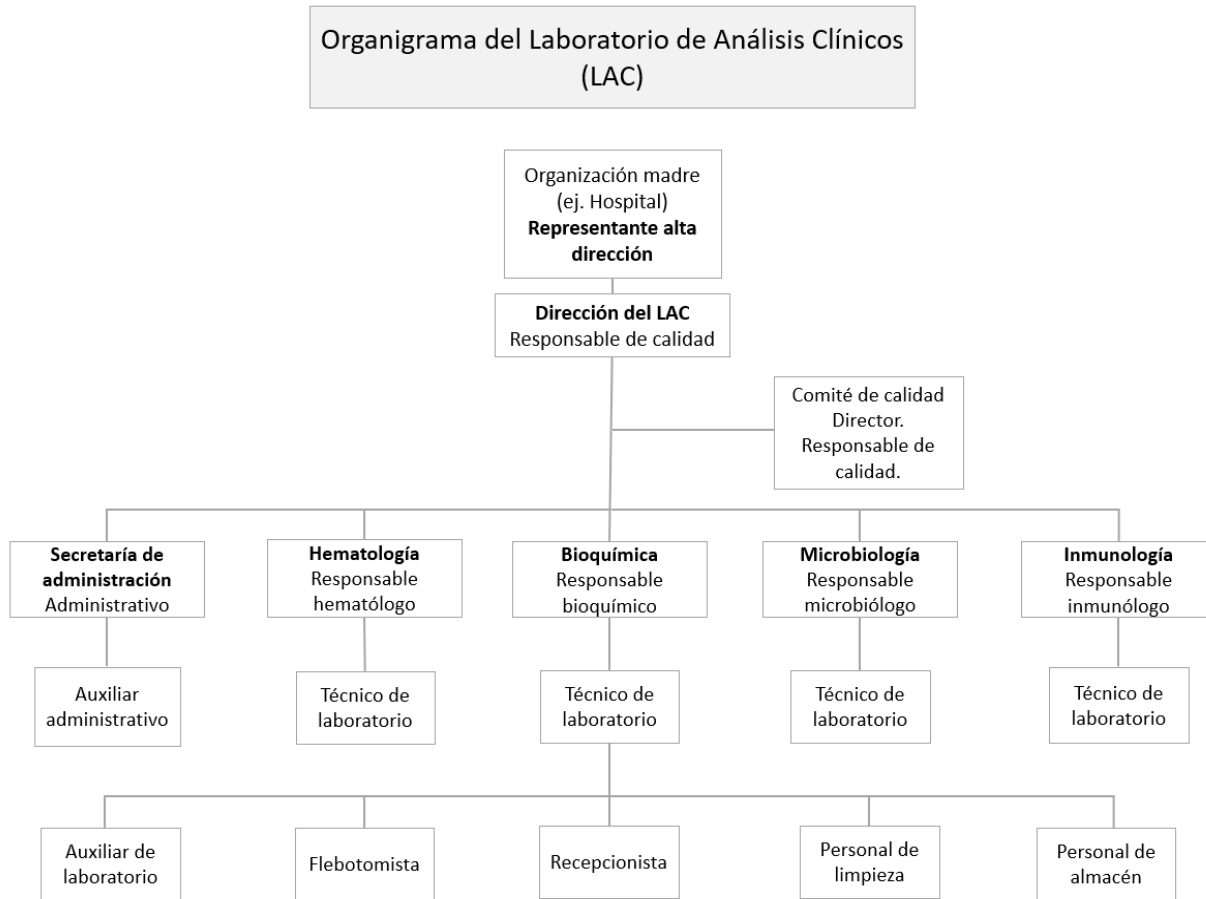 Organigrama del Laboratorio de Análisis Clínicos
(LAC)
Organización madre
(ej. Hospital)
Representante alta
dirección
Dirección del LAC
Responsable de calidad
Comité de calidad
Director.
Responsable de
calidad.
Secretaría de
administración
Administrativo
Hematología
Responsable
hematólogo
Bioquímica
Responsable
bioquímico
Microbiología
Responsable
microbiólogo
Inmunología
Responsable
inmunólogo
Auxiliar
administrativo
Técnico de
laboratorio
Técnico de
laboratorio
Técnico de
laboratorio
Técnico de
laboratorio
Auxiliar de
laboratorio
Flebotomista
Recepcionista
Personal de
limpieza
Personal de
almacén